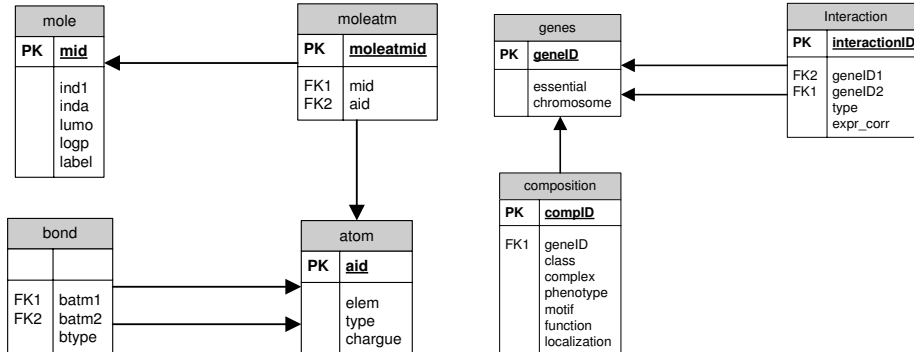 mole
PK mid
ind1
inda
lumo
logp
label
moleatm
PK moleatmid
FK1 mid
FK2 aid
bond
FK1 batm1
FK2 batm2
btype
atom
PK aid
elem
type
chargue
genes
PK geneID
essential
chromosome
Interaction
PK interactionID
FK2 geneID1
FK1 geneID2
type
expr_corr
composition
PK compID
FK1 geneID
class
complex
phenotype
motif
function
localization